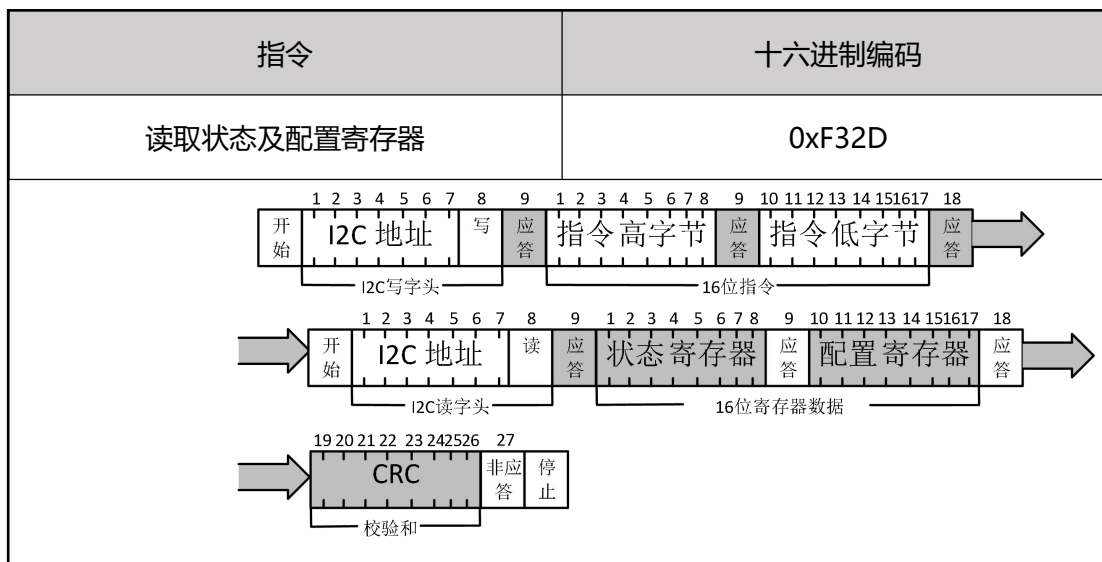 指令 十六进制编码
读取状态及配置寄存器 0xF32D
1 2 3 4 5 6 7 8 9 1 2 3 4 5 6 7 8 9 10 11 12 13 14 15 16 17 18
开始 I2C 地址 写 应答 指令高字节 应答 指令低字节 应答
I2C写字头 16位指令
1 2 3 4 5 6 7 8 9 1 2 3 4 5 6 7 8 9 10 11 12 13 14 15 16 17 18
开始 I2C 地址 读 应答 状态寄存器 应答 配置寄存器 应答
I2C读字头 16位寄存器数据
19 20 21 22 23 24 25 26 27
CRC 非应答 停止
校验和